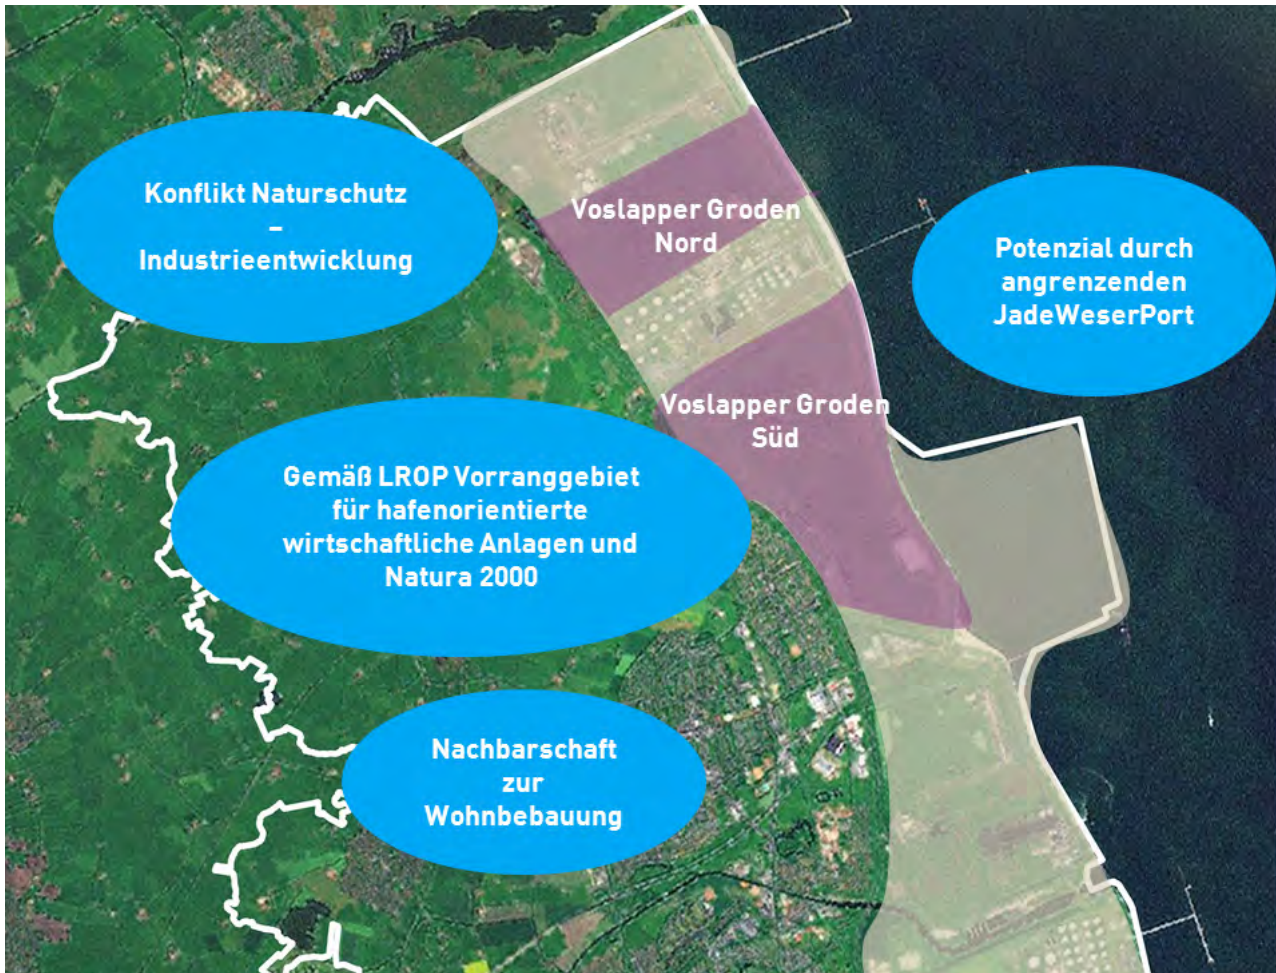 Konflikt Naturschutz
–
Industrieentwicklung
Voslapper Groden
Nord
Potenzial durch
angrenzenden
JadeWeserPort
Voslapper Groden
Süd
Gemäß LROP Vorranggebiet
für hafenorientierte
wirtschaftliche Anlagen und
Natura 2000
Nachbarschaft
zur
Wohnbebauung